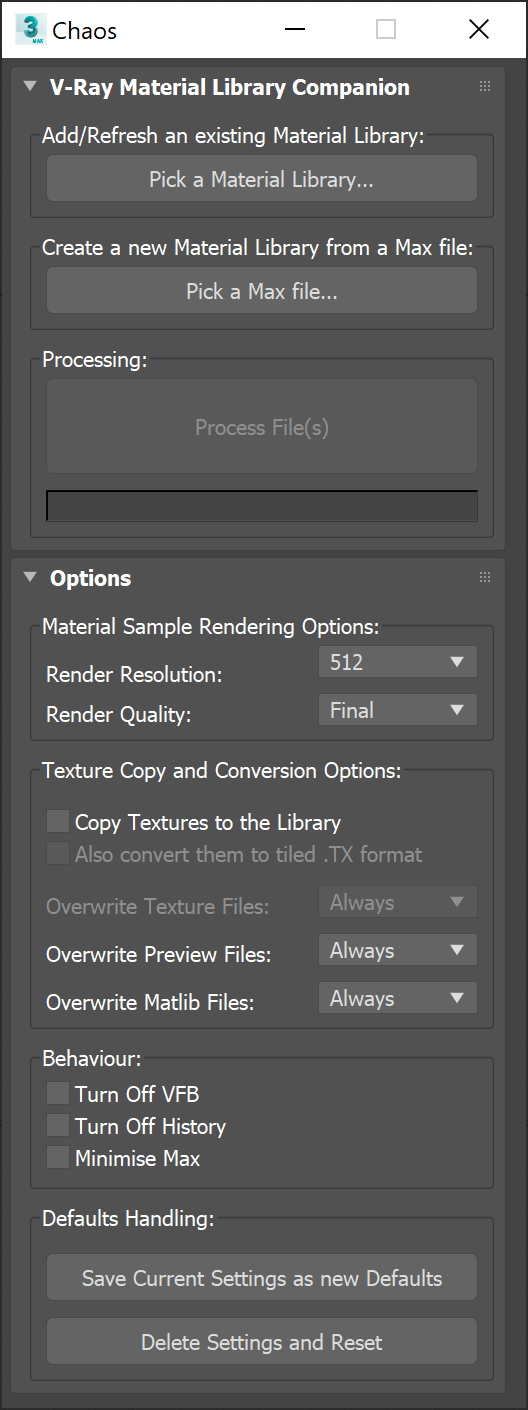 3
MAX
Chaos
V-Ray Material Library Companion
Add/Refresh an existing Material Library:
Pick a Material Library...
Create a new Material Library from a Max file:
Pick a Max file...
Processing:
Process File(s)
Options
Material Sample Rendering Options:
Render Resolution: 512
Render Quality: Final
Texture Copy and Conversion Options:
Copy Textures to the Library
Also convert them to tiled .TX format
Overwrite Texture Files: Always
Overwrite Preview Files: Always
Overwrite Matlib Files: Always
Behaviour:
Turn Off VFB
Turn Off History
Minimise Max
Defaults Handling:
Save Current Settings as new Defaults
Delete Settings and Reset